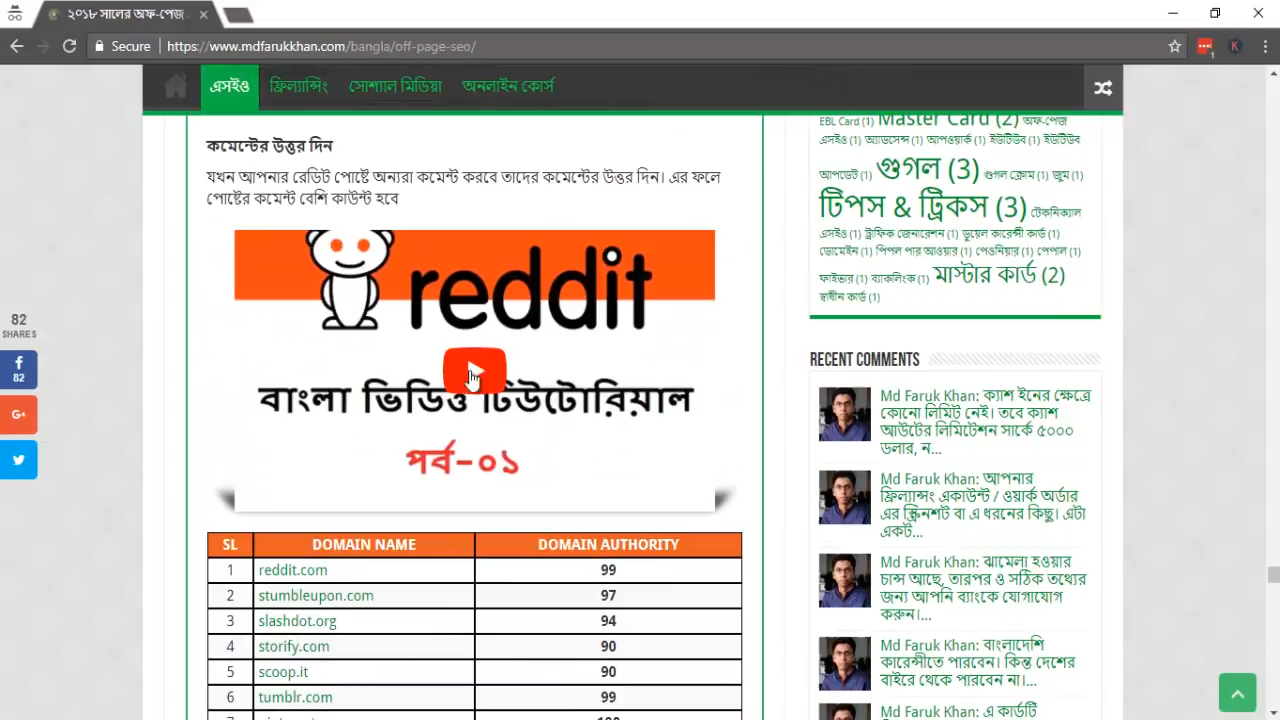 ২০১৮ সালের অফ-পেজ
Secure
https://www.mdfarukkhan.com/bangla/off-page-seo/
এসইও ফ্রিল্যান্সিং সোশ্যাল মিডিয়া অনলাইন কোর্স
কমেন্টের উত্তর দিন
যখন আপনার রেডিট পোষ্টে অন্যরা কমেন্ট করবে তাদের কমেন্টের উত্তর দিন। এর ফলে
পোষ্টের কমেন্ট বেশি কাউন্ট হবে
reddit
বাংলা ভিডিও টিউটোরিয়াল
পর্ব-০১
SL DOMAIN NAME DOMAIN AUTHORITY
1 reddit.com 99
2 stumbleupon.com 97
3 slashdot.org 94
4 storify.com 90
5 scoop.it 90
6 tumblr.com 99
82
SHARES
82
G+
EBL Card (1) Master Card (2) অফ-পেজ
এসইও (1) অ্যাডসেন্স (1) আপওয়ার্ক (1) ইউটিউব (1) ইউটিউব
আপডেট (1) গুগল (3) গুগল ক্রোম (1) জুম (1)
টিপস & ট্রিকস (3) টেকনিক্যাল
এসইও (1) ট্রাফিক জেনারেশন (1) ডুয়েল কারেন্সী কার্ড (1)
ডোমেইন (1) পিপল পার আওয়ার (1) পেওনিয়ার (1) পেপাল (1)
ফাইভার (1) ব্যাকলিংক (1) মাস্টার কার্ড (2)
স্বাধীন কার্ড (1)
RECENT COMMENTS
Md Faruk Khan: ক্যাশ ইনের ক্ষেত্রে
কোনো লিমিট নেই। তবে ক্যাশ
আউটের লিমিটেশন সার্কে ৫০০০
ডলার, ন...
Md Faruk Khan: আপনার
ফ্রিল্যান্সিং একাউন্ট / ওয়ার্ক অর্ডার
এর স্ক্রিনশট বা এ ধরনের কিছু। এটা
একট...
Md Faruk Khan: ঝামেলা হওয়ার
চান্স আছে, তারপর ও সঠিক তথ্যের
জন্য আপনি ব্যাংকে যোগাযোগ
করুন।...
Md Faruk Khan: বাংলাদেশি
কারেন্সীতে পারবেন। কিন্তু দেশের
বাইরে থেকে পারবেন না।...
Md Faruk Khan: এ কার্ডটি